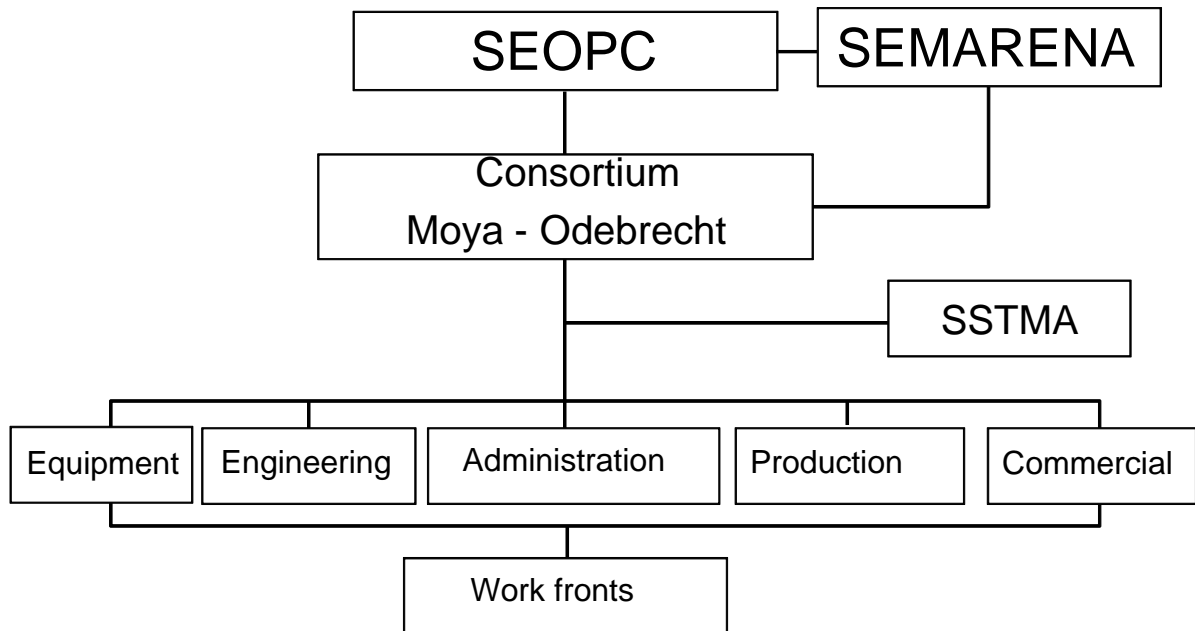 SEOPC
SEMARENA
Consortium
Moya - Odebrecht
SSTMA
Equipment
Engineering
Administration
Production
Commercial
Work fronts